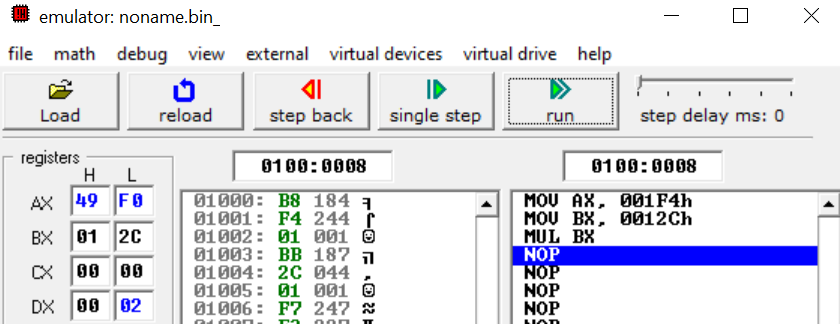 emulator: noname.bin_
file math debug view external virtual devices virtual drive help
Load reload step back single step run step delay ms: 0
registers
H L
0100:0008 0100:0008
AX 49 F0
BX 01 2C
CX 00 00
DX 00 02
01000: B8 184 ╕
01001: F4 244 ⌠
01002: 01 001 ☺
01003: BB 187 ╗
01004: 2C 044 ,
01005: 01 001 ☺
01006: F7 247 ≈
MOV AX, 001F4h
MOV BX, 0012Ch
MUL BX
NOP
NOP
NOP
NOP